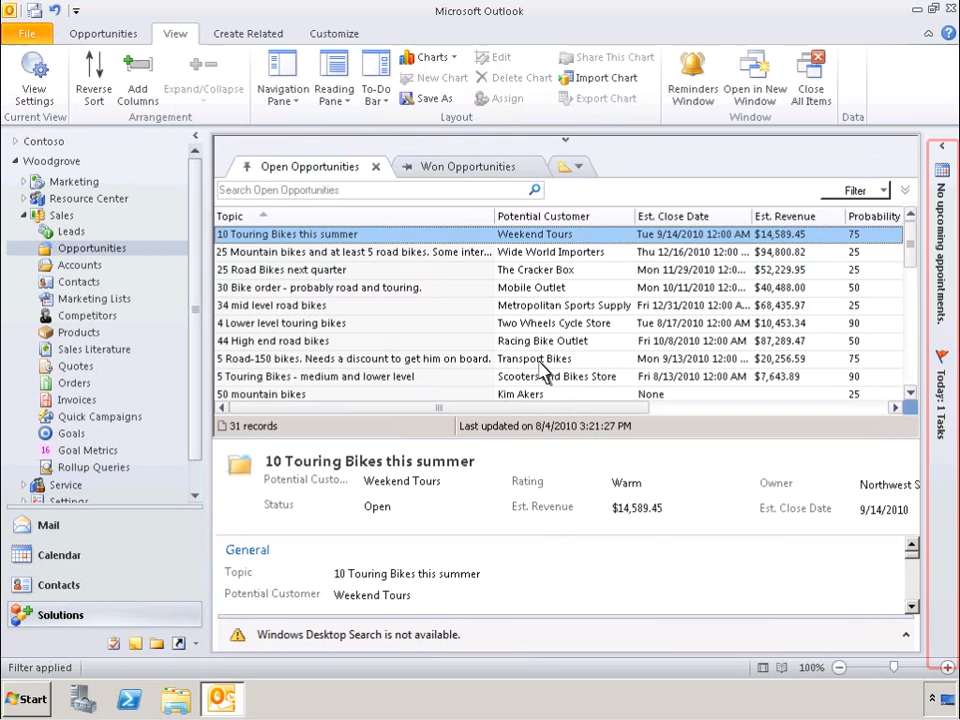 Microsoft Outlook
File
Opportunities
View
Create Related
Customize
View Settings
Reverse Sort
Add Columns
Expand/Collapse
Navigation Pane
Reading Pane
To-Do Bar
Charts
New Chart
Save As
Edit
Delete Chart
Assign
Share This Chart
Import Chart
Export Chart
Reminders Window
Open in New Window
Close All Items
Current View
Arrangement
Layout
Window
Data
Contoso
Woodgrove
Marketing
Resource Center
Sales
Leads
Opportunities
Accounts
Contacts
Marketing Lists
Competitors
Products
Sales Literature
Quotes
Orders
Invoices
Quick Campaigns
Goals
16 Goal Metrics
Rollup Queries
Service
Settings
Mail
Calendar
Contacts
Solutions
Open Opportunities
Won Opportunities
Search Open Opportunities
Filter
Topic Potential Customer Est. Close Date Est. Revenue Probability
10 Touring Bikes this summer Weekend Tours Tue 9/14/2010 12:00 AM $14,589.45 75
25 Mountain bikes and at least 5 road bikes. Some inter... Wide World Importers Thu 12/16/2010 12:00 ... $94,800.82 25
25 Road Bikes next quarter The Cracker Box Mon 11/29/2010 12:00 ... $52,229.95 25
30 Bike order - probably road and touring. Mobile Outlet Mon 10/11/2010 12:00 ... $40,488.00 50
34 mid level road bikes Metropolitan Sports Supply Fri 12/31/2010 12:00 ... $68,435.97 25
4 Lower level touring bikes Two Wheels Cycle Store Tue 8/17/2010 12:00 AM $10,453.34 90
44 High end road bikes Racing Bike Outlet Fri 10/8/2010 12:00 AM $87,289.47 50
5 Road-150 bikes. Needs a discount to get him on board. Transport Bikes Mon 9/13/2010 12:00 AM $20,256.59 75
5 Touring Bikes - medium and lower level Scooters and Bikes Store Fri 8/13/2010 12:00 AM $7,643.89 90
50 mountain bikes Kim Akers None 25
31 records
Last updated on 8/4/2010 3:21:27 PM
10 Touring Bikes this summer
Potential Custo... Weekend Tours Rating Warm Owner Northwest S
Status Open Est. Revenue $14,589.45 Est. Close Date 9/14/2010
General
Topic 10 Touring Bikes this summer
Potential Customer Weekend Tours
Windows Desktop Search is not available.
No upcoming appointments.
Today: 1 Tasks
Filter applied
100%
Start